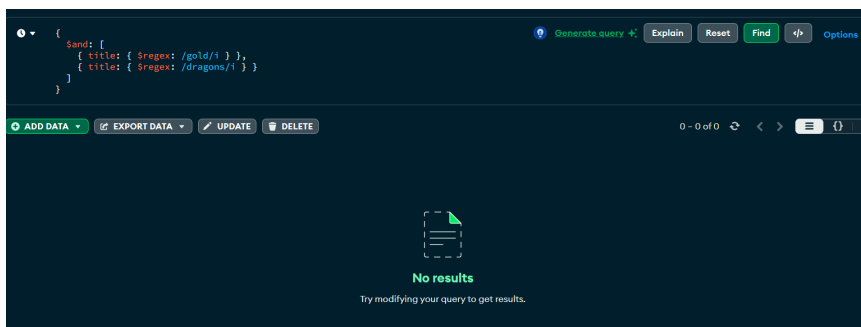 {
$and: [
{ title: { $regex: /gold/i } },
{ title: { $regex: /dragons/i } }
]
}
Generate query Explain Reset Find </> Options
ADD DATA EXPORT DATA UPDATE DELETE 0 – 0 of 0 {}
No results
Try modifying your query to get results.